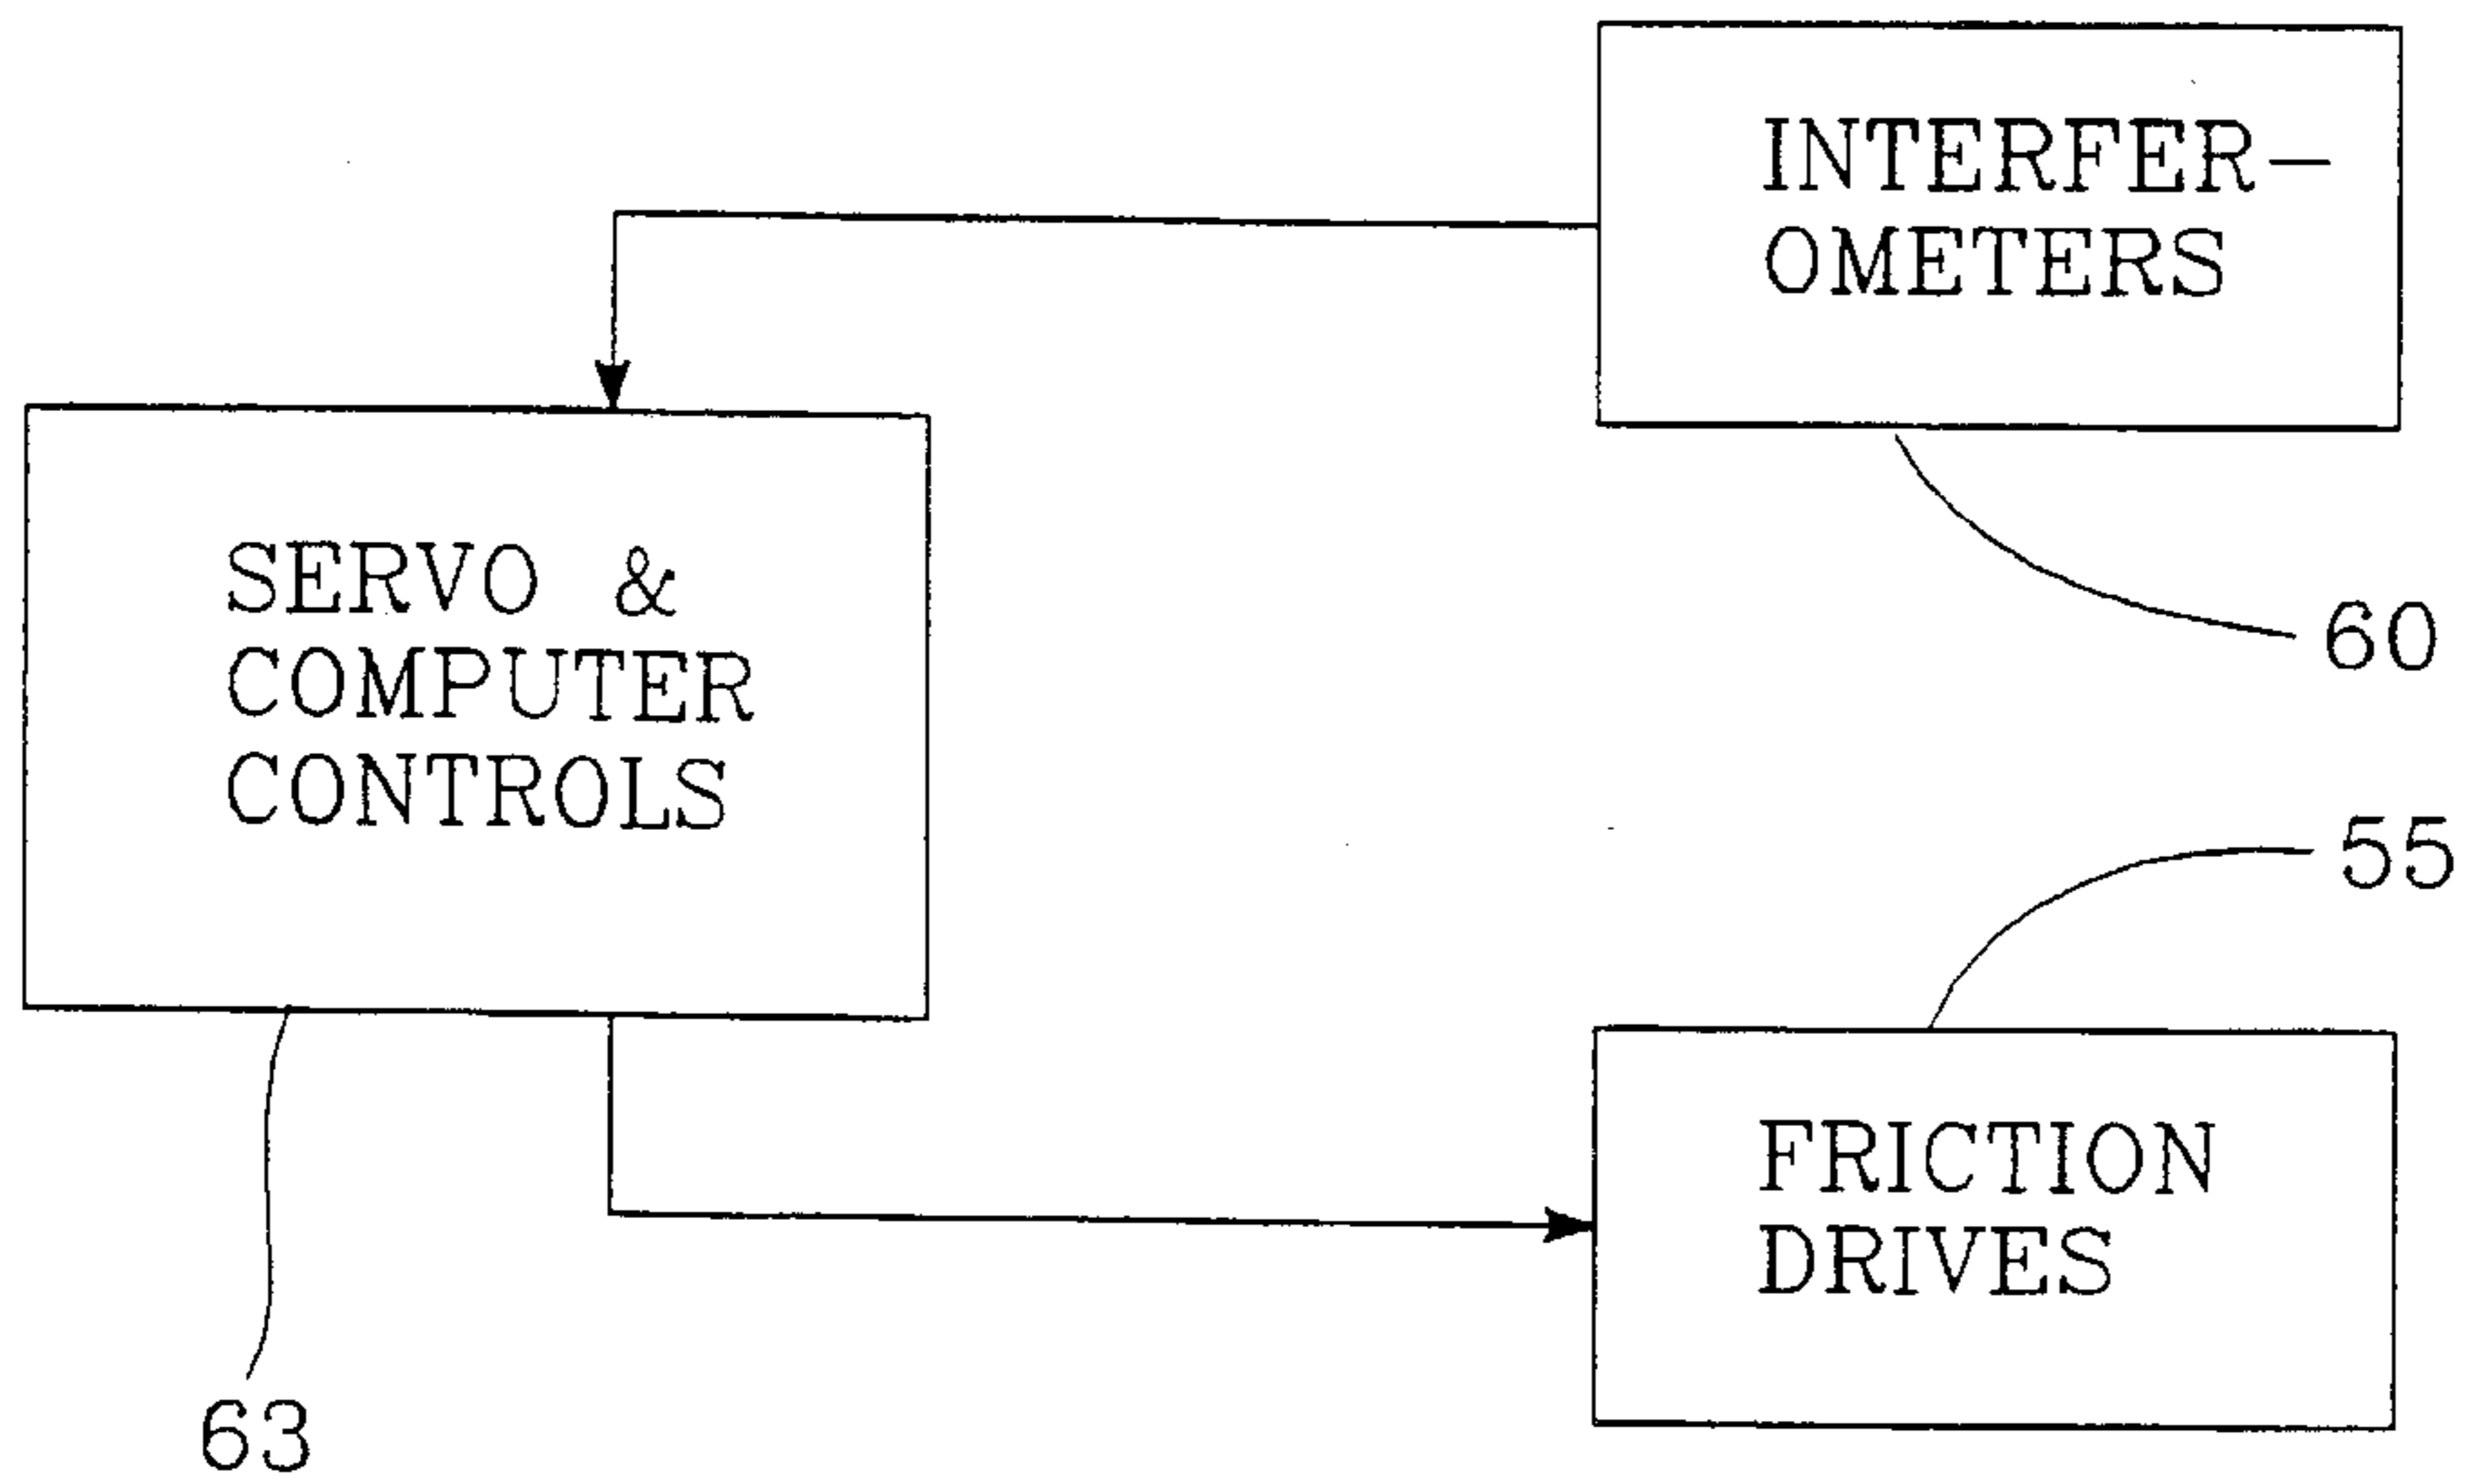 INTERFER-
OMETERS
SERVO &
COMPUTER
CONTROLS
60
55
FRICTION
DRIVES
63